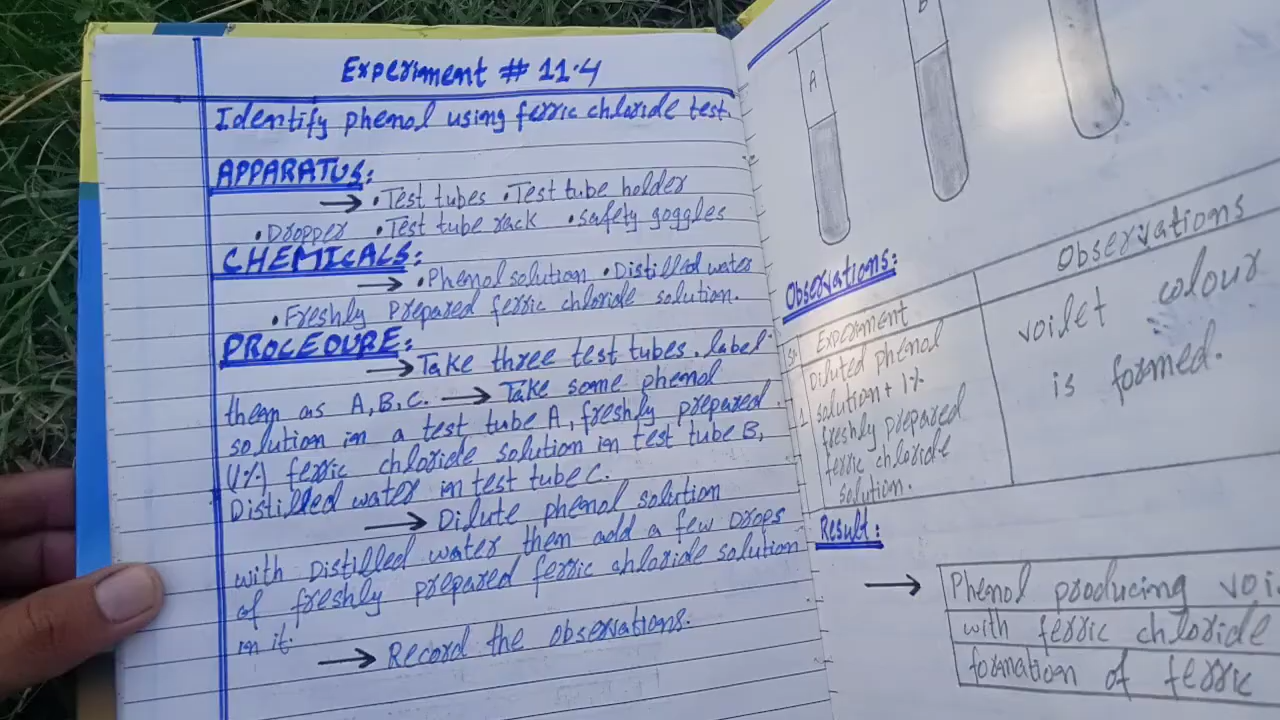 Experiment # 11.4
Identify phenol using ferric chloride test.
APPARATUS:
→ •Test tubes •Test tube holder
•Dropper •Test tube rack •safety goggles
CHEMICALS:
→ •Phenol solution •Distilled water
•Freshly Prepared ferric chloride solution.
PROCEDURE:
→ Take three test tubes. label
them as A, B, C. → Take some phenol
solution in a test tube A, freshly prepared
(1%) ferric chloride solution in test tube B,
Distilled water in test tube C.
→ Dilute phenol solution
with Distilled water then add a few Drops
of freshly prepared ferric chloride solution
in it.
→ Record the observations.
A
B
Observations:
Experiment
Observations
1
Diluted phenol
solution + 1%
freshly prepared
ferric chloride
solution.
voilet colour
is formed.
Result:
→ Phenol producing voi
with ferric chloride
formation of ferric